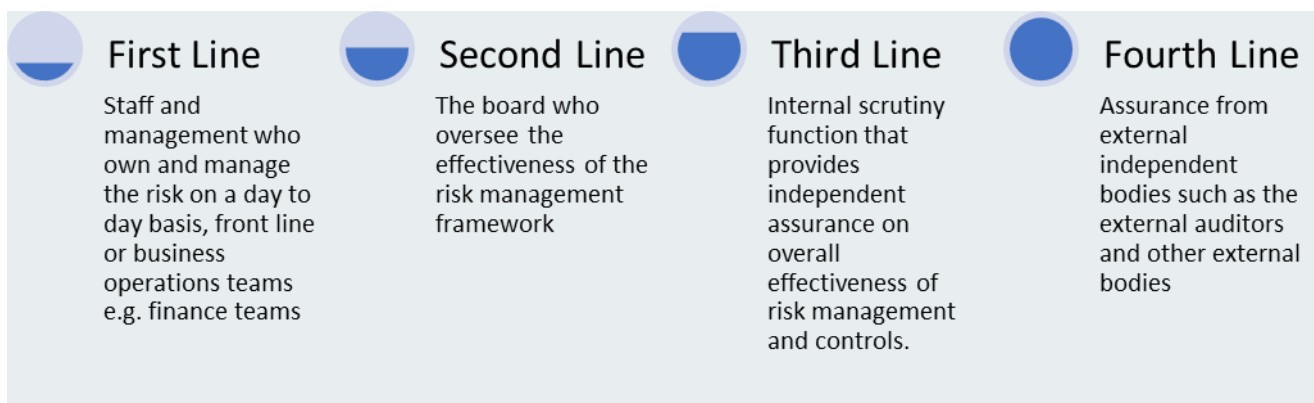 First Line
Staff and
management who
own and manage
the risk on a day to
day basis, front line
or business
operations teams
e.g. finance teams
Second Line
The board who
oversee the
effectiveness of the
risk management
framework
Third Line
Internal scrutiny
function that
provides
independent
assurance on
overall
effectiveness of
risk management
and controls.
Fourth Line
Assurance from
external
independent
bodies such as the
external auditors
and other external
bodies